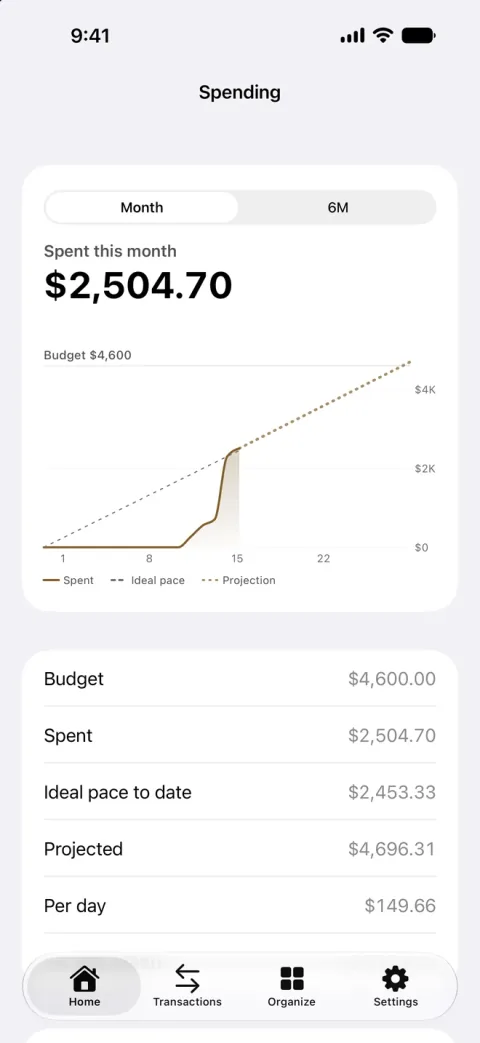 9:41
Spending
Month 6M
Spent this month
$2,504.70
Budget $4,600
$4K
$2K
$0
1 8 15 22
Spent Ideal pace Projection
Budget $4,600.00
Spent $2,504.70
Ideal pace to date $2,453.33
Projected $4,696.31
Per day $149.66
Home Transactions Organize Settings